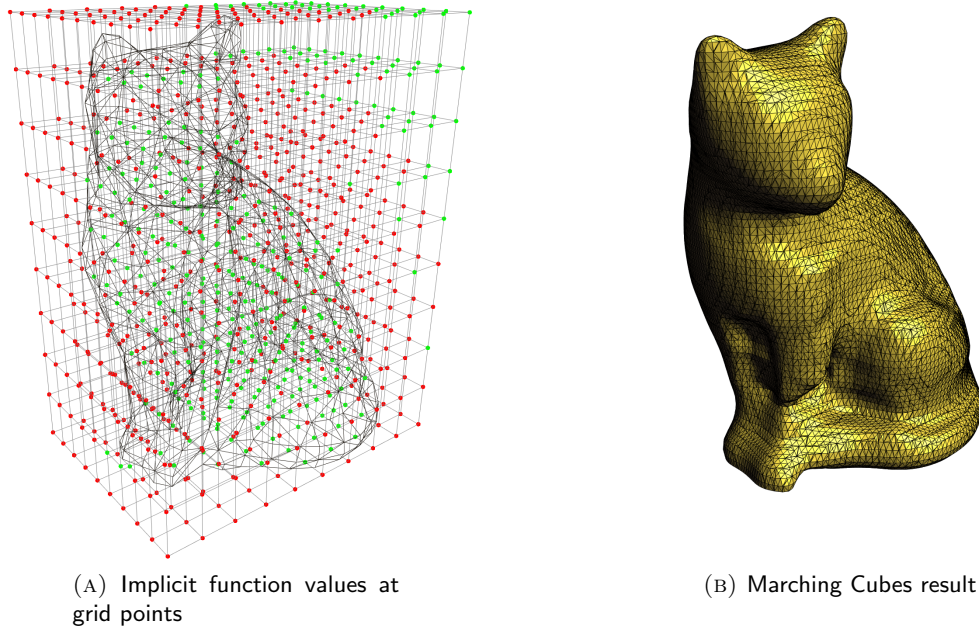 (A) Implicit function values at
grid points
(B) Marching Cubes result